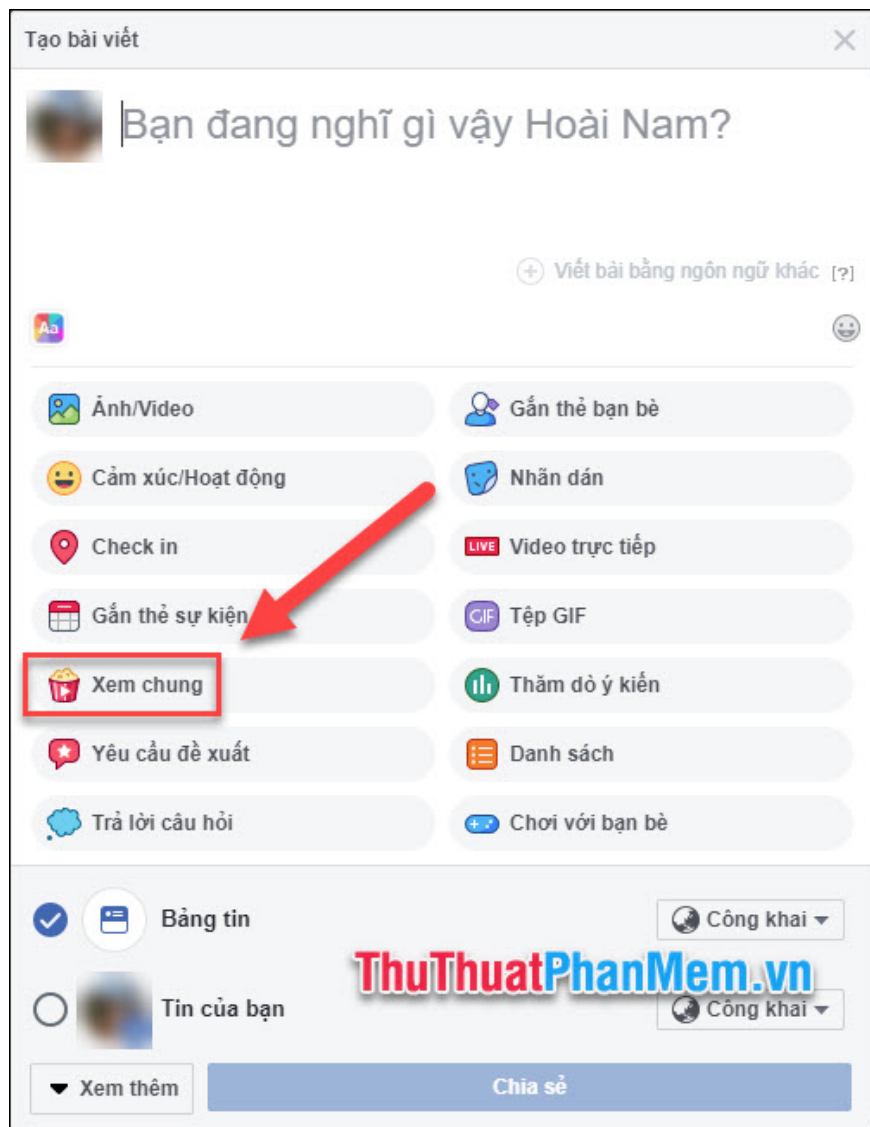 Tạo bài viết
Bạn đang nghĩ gì vậy Hoài Nam?
Viết bài bằng ngôn ngữ khác [?]
Aa
Ảnh/Video
Gắn thẻ bạn bè
Cảm xúc/Hoạt động
Nhãn dán
Check in
LIVE Video trực tiếp
Gắn thẻ sự kiện
GIF Tệp GIF
Xem chung
Thăm dò ý kiến
Yêu cầu đề xuất
Danh sách
Trả lời câu hỏi
Chơi với bạn bè
Bảng tin
Công khai
ThuThuatPhanMem.vn
Tin của bạn
Công khai
Xem thêm
Chia sẻ